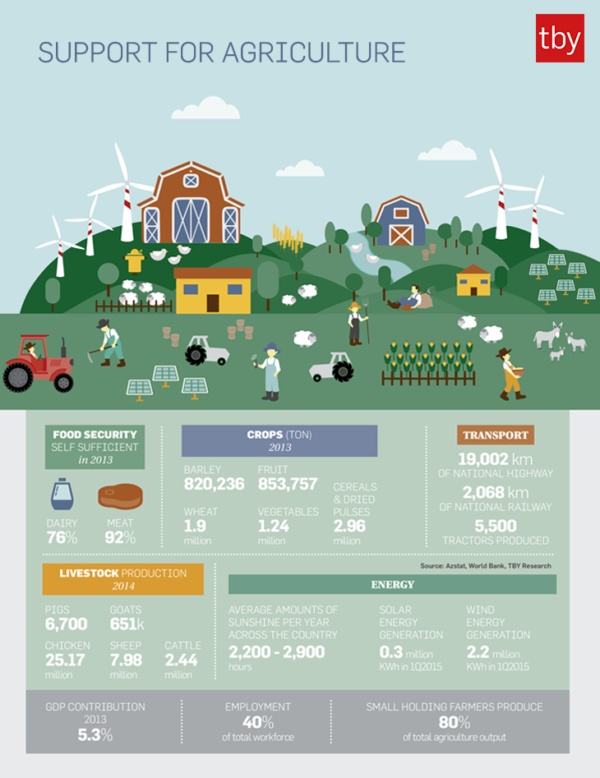 SUPPORT FOR AGRICULTURE
tby
FOOD SECURITY
SELF SUFFICIENT
in 2013
DAIRY
76%
MEAT
92%
CROPS (TON)
2013
BARLEY
820,236
FRUIT
853,757
WHEAT
1.9
million
VEGETABLES
1.24
million
CEREALS
& DRIED
PULSES
2.96
million
TRANSPORT
19,002 km
OF NATIONAL HIGHWAY
2,068 km
OF NATIONAL RAILWAY
5,500
TRACTORS PRODUCED
Source: Azstat, World Bank, TBY Research
LIVESTOCK PRODUCTION
2014
PIGS
6,700
GOATS
651k
CHICKEN
25.17
million
SHEEP
7.98
million
CATTLE
2.44
million
ENERGY
AVERAGE AMOUNTS OF
SUNSHINE PER YEAR
ACROSS THE COUNTRY
2,200 - 2,900
hours
SOLAR
ENERGY
GENERATION
0.3 million
KWh in 1Q2015
WIND
ENERGY
GENERATION
2.2 million
KWh in 1Q2015
GDP CONTRIBUTION
2013
5.3%
EMPLOYMENT
40%
of total workforce
SMALL HOLDING FARMERS PRODUCE
80%
of total agriculture output